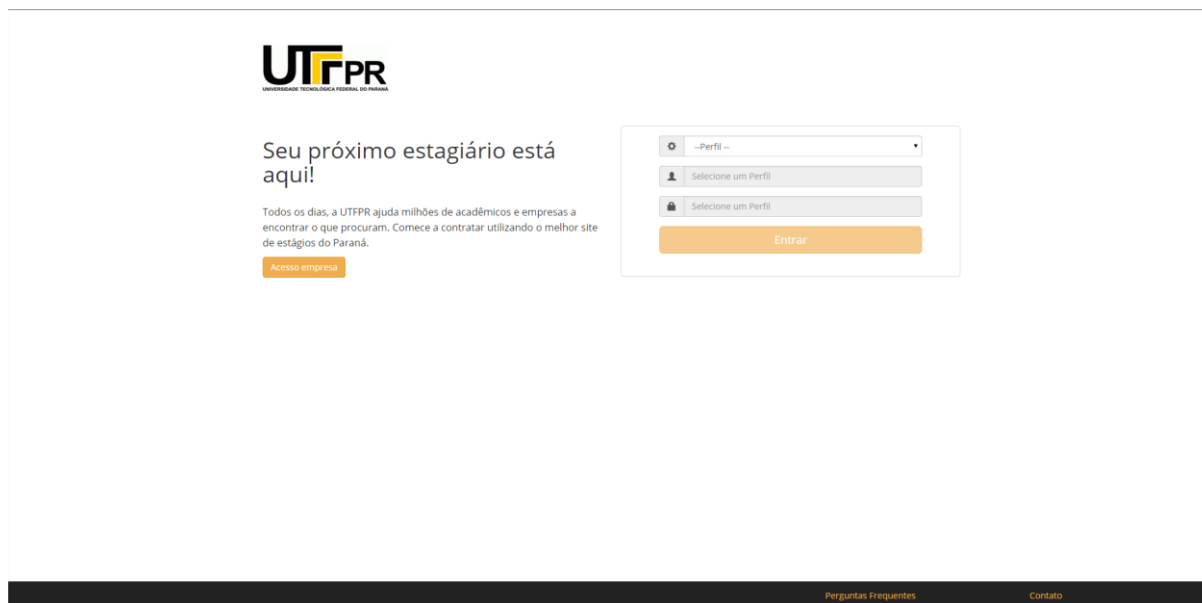 UTFPR
UNIVERSIDADE TECNOLÓGICA FEDERAL DO PARANÁ
Seu próximo estagiário está
aqui!
Todos os dias, a UTFPR ajuda milhões de acadêmicos e empresas a
encontrar o que procuram. Comece a contratar utilizando o melhor site
de estágios do Paraná.
Acesso empresa
--Perfil --
Selecione um Perfil
Selecione um Perfil
Entrar
Perguntas Frequentes
Contato